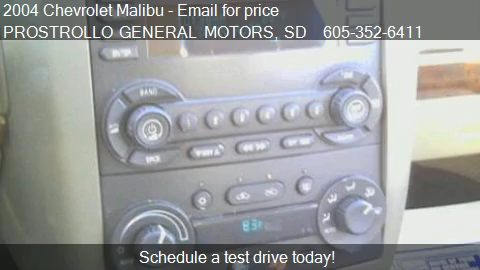 2004 Chevrolet Malibu - Email for price
PROSTROLLO GENERAL MOTORS, SD 605-352-6411
BAND
Schedule a test drive today!